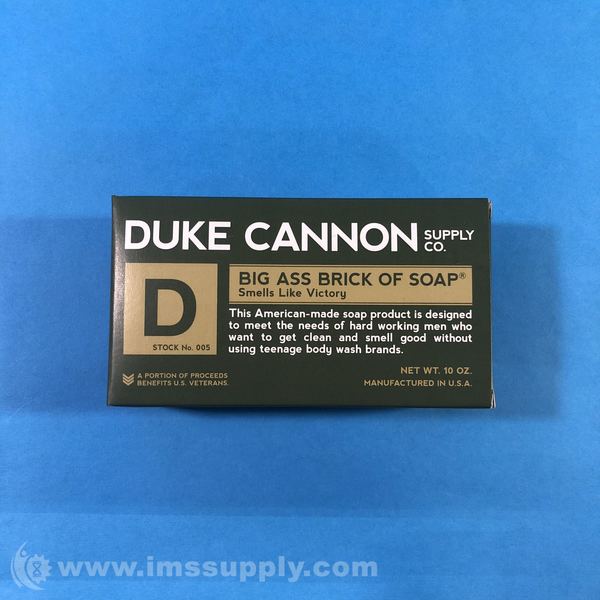 DUKE CANNON SUPPLY CO.
D
STOCK No. 005
BIG ASS BRICK OF SOAP®
Smells Like Victory
This American-made soap product is designed
to meet the needs of hard working men who
want to get clean and smell good without
using teenage body wash brands.
A PORTION OF PROCEEDS
BENEFITS U.S. VETERANS.
NET WT. 10 OZ.
MANUFACTURED IN U.S.A.
www.imssupply.com